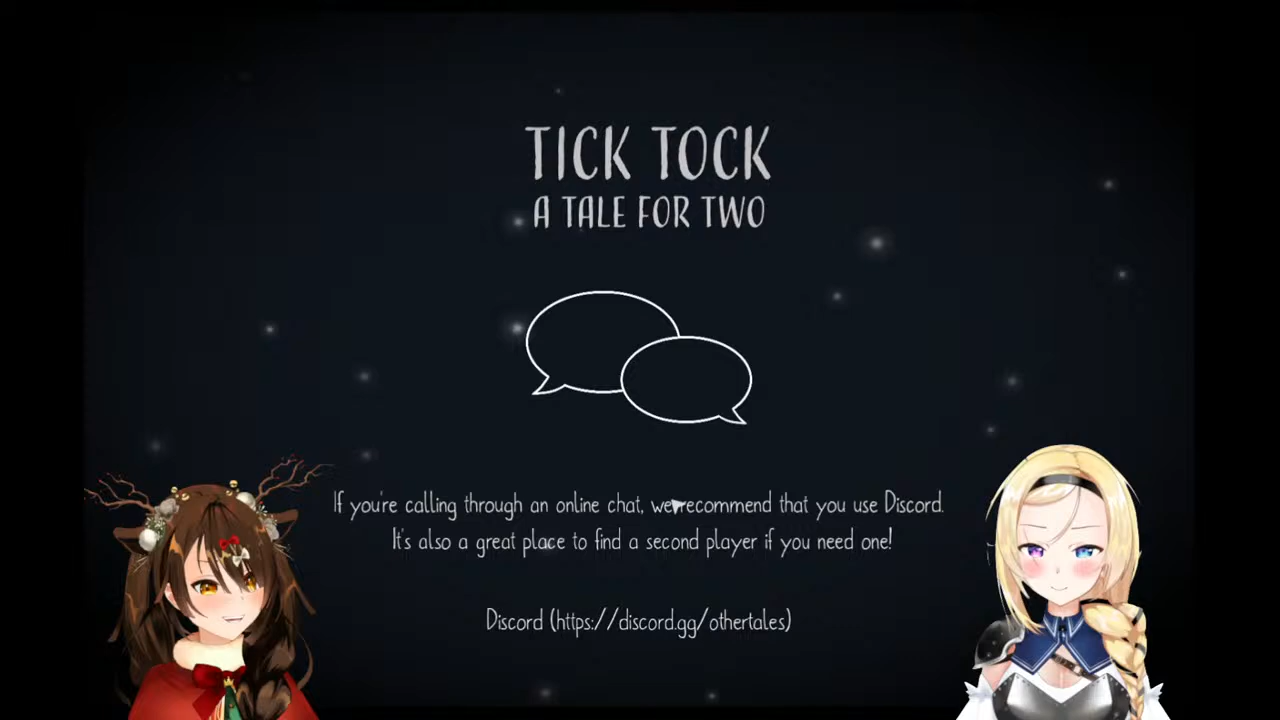 TICK TOCK
A TALE FOR TWO
If you're calling through an online chat, we recommend that you use Discord.
It's also a great place to find a second player if you need one!
Discord (https://discord.gg/othertales)